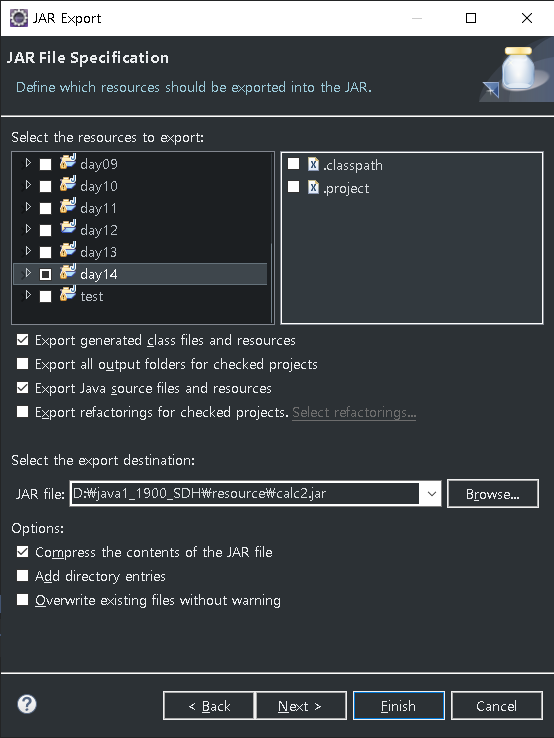 JAR Export
JAR File Specification
Define which resources should be exported into the JAR.
Select the resources to export:
day09
day10
day11
day12
day13
day14
test
.classpath
.project
Export generated class files and resources
Export all output folders for checked projects
Export Java source files and resources
Export refactorings for checked projects. Select refactorings...
Select the export destination:
JAR file: D:₩java1_1900_SDH₩resource₩calc2.jar Browse...
Options:
Compress the contents of the JAR file
Add directory entries
Overwrite existing files without warning
? < Back Next > Finish Cancel